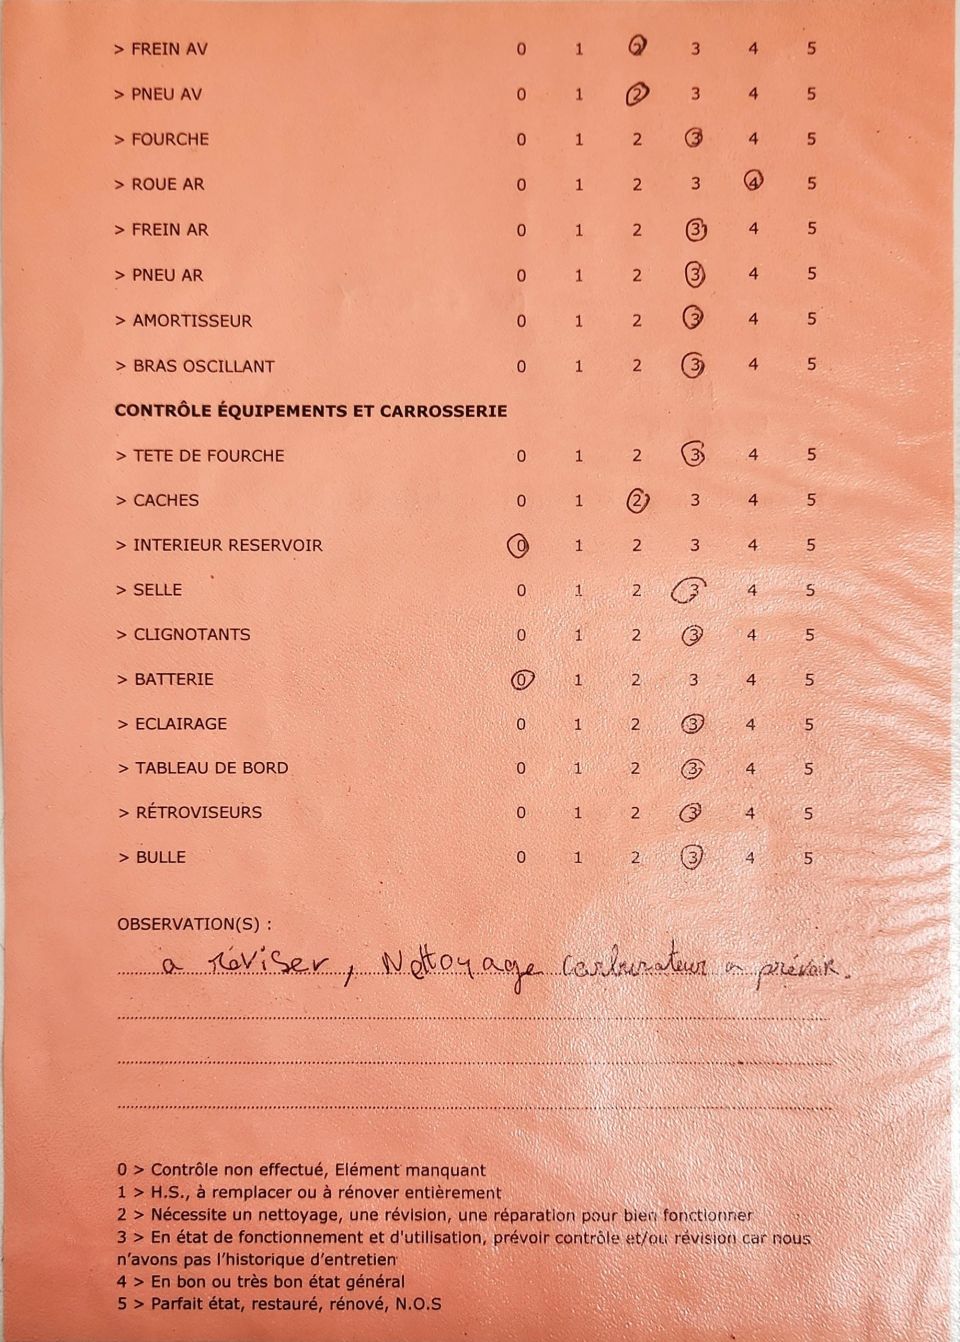 > FREIN AV 0 1 2 3 4 5
> PNEU AV 0 1 2 3 4 5
> FOURCHE 0 1 2 3 4 5
> ROUE AR 0 1 2 3 4 5
> FREIN AR 0 1 2 3 4 5
> PNEU AR 0 1 2 3 4 5
> AMORTISSEUR 0 1 2 3 4 5
> BRAS OSCILLANT 0 1 2 3 4 5
CONTRÔLE ÉQUIPEMENTS ET CARROSSERIE
> TETE DE FOURCHE 0 1 2 3 4 5
> CACHES 0 1 2 3 4 5
> INTERIEUR RESERVOIR 0 1 2 3 4 5
> SELLE 0 1 2 3 4 5
> CLIGNOTANTS 0 1 2 3 4 5
> BATTERIE 0 1 2 3 4 5
> ECLAIRAGE 0 1 2 3 4 5
> TABLEAU DE BORD 0 1 2 3 4 5
> RÉTROVISEURS 0 1 2 3 4 5
> BULLE 0 1 2 3 4 5
OBSERVATION(S) :
a réviser, Nettoyage carburateur a prévoir.
0 > Contrôle non effectué, Elément manquant
1 > H.S., à remplacer ou à rénover entièrement
2 > Nécessite un nettoyage, une révision, une réparation pour bien fonctionner
3 > En état de fonctionnement et d'utilisation, prévoir contrôle et/ou révision car nous
n'avons pas l'historique d'entretien
4 > En bon ou très bon état général
5 > Parfait état, restauré, rénové, N.O.S